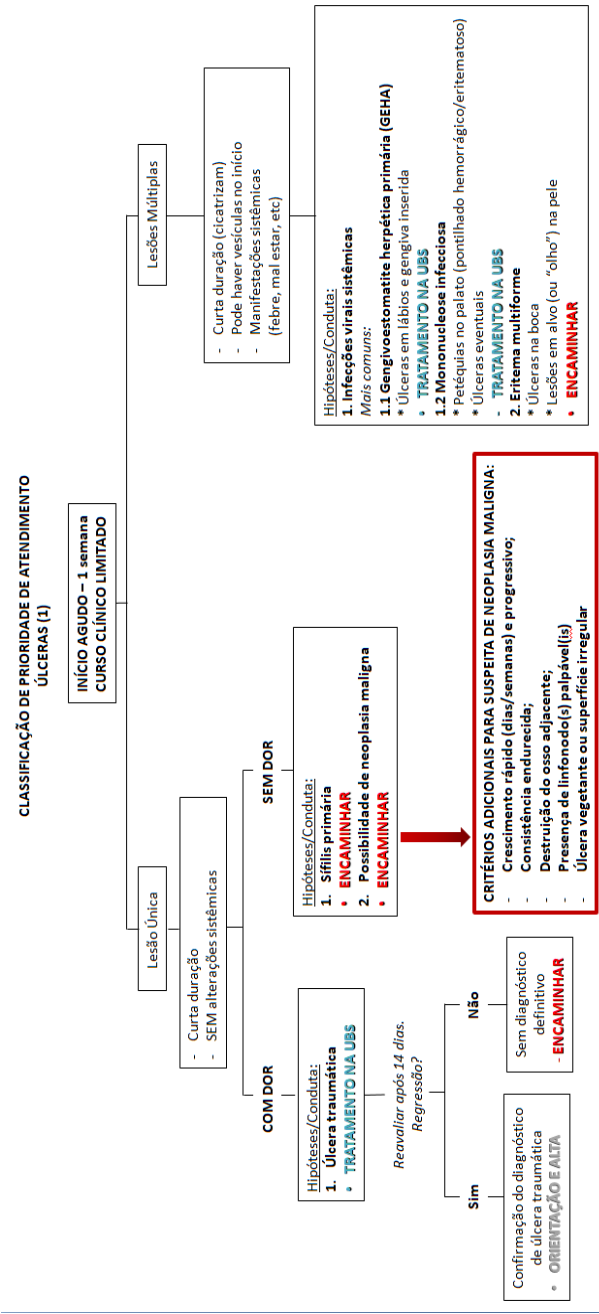 CLASSIFICAÇÃO DE PRIORIDADE DE ATENDIMENTO
ÚLCERAS (1)
INÍCIO AGUDO – 1 semana
CURSO CLÍNICO LIMITADO
Lesão Única
- Curta duração
- SEM alterações sistêmicas
COM DOR
Hipóteses/Conduta:
1. Úlcera traumática
• TRATAMENTO NA UBS
Reavaliar após 14 dias.
Regressão?
Sim
Confirmação do diagnóstico
de úlcera traumática
• ORIENTAÇÃO E ALTA
Não
Sem diagnóstico
definitivo
- ENCAMINHAR
SEM DOR
Hipóteses/Conduta:
1. Sífilis primária
• ENCAMINHAR
2. Possibilidade de neoplasia maligna
• ENCAMINHAR
CRITÉRIOS ADICIONAIS PARA SUSPEITA DE NEOPLASIA MALIGNA:
- Crescimento rápido (dias/semanas) e progressivo;
- Consistência endurecida;
- Destruição do osso adjacente;
- Presença de linfonodo(s) palpável(is)
- Úlcera vegetante ou superfície irregular
Lesões Múltiplas
- Curta duração (cicatrizam)
- Pode haver vesículas no início
- Manifestações sistêmicas
(febre, mal estar, etc)
Hipóteses/Conduta:
1. Infecções virais sistêmicas
Mais comuns:
1.1 Gengivoestomatite herpética primária (GEHA)
* Úlceras em lábios e gengiva inserida
• TRATAMENTO NA UBS
1.2 Mononucleose infecciosa
* Petéquias no palato (pontilhado hemorrágico/eritematoso)
* Úlceras eventuais
- TRATAMENTO NA UBS
2. Eritema multiforme
* Úlceras na boca
* Lesões em alvo (ou “olho”) na pele
• ENCAMINHAR